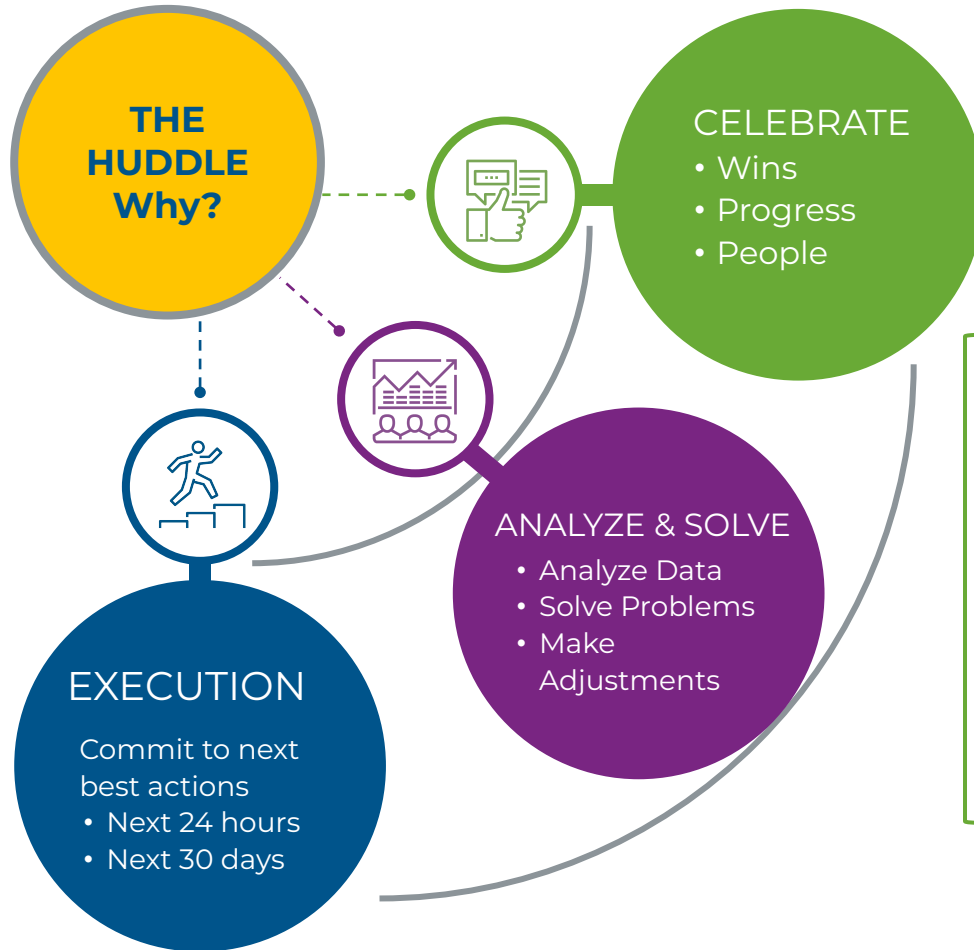 THE
HUDDLE
Why?
CELEBRATE
• Wins
• Progress
• People
ANALYZE & SOLVE
• Analyze Data
• Solve Problems
• Make
Adjustments
EXECUTION
Commit to next
best actions
• Next 24 hours
• Next 30 days